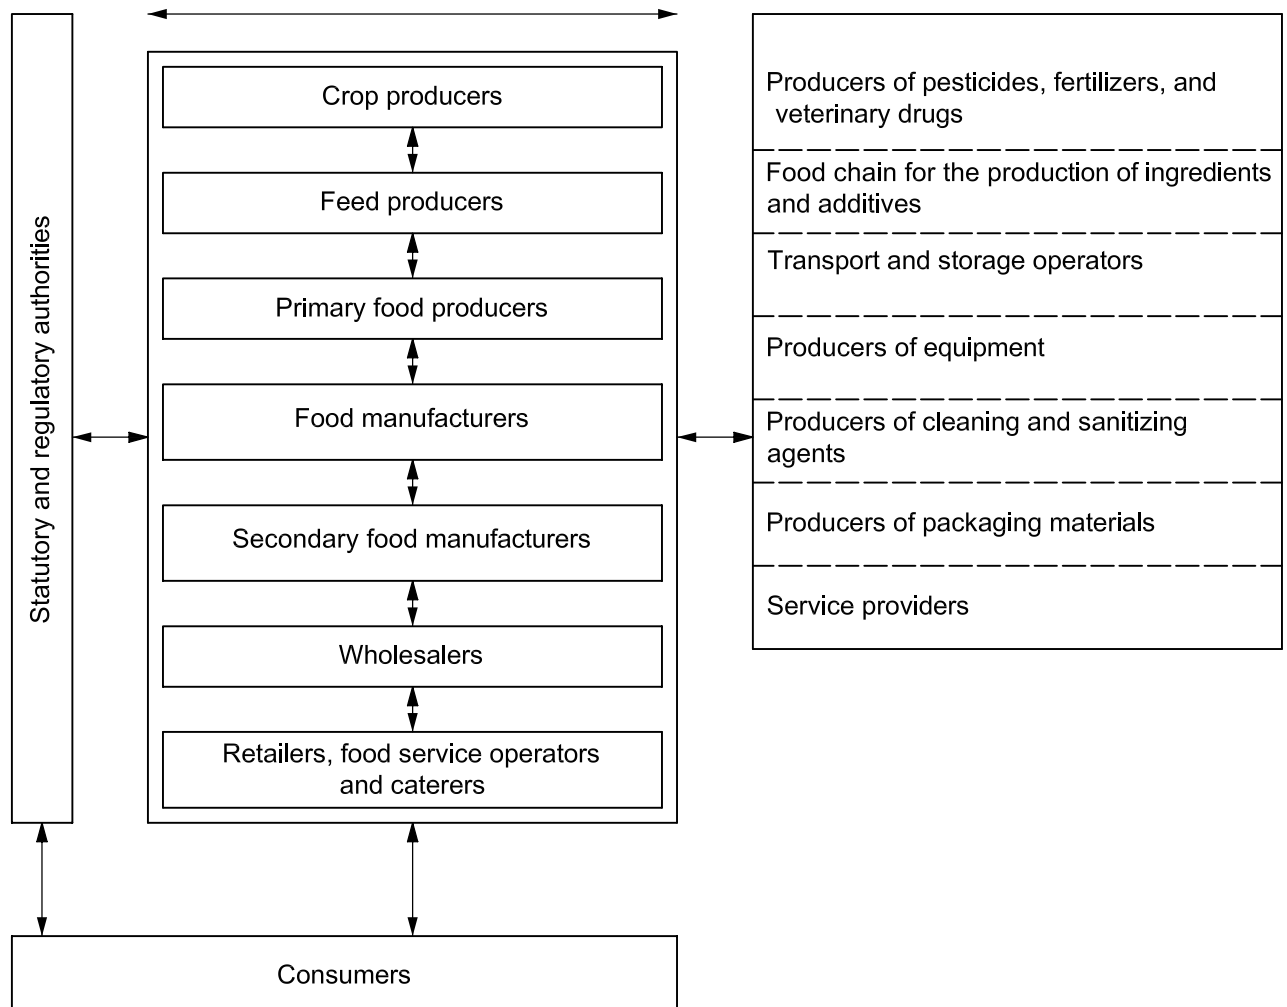 Statutory and regulatory authorities
Crop producers
Feed producers
Primary food producers
Food manufacturers
Secondary food manufacturers
Wholesalers
Retailers, food service operators
and caterers
Producers of pesticides, fertilizers, and
veterinary drugs
Food chain for the production of ingredients
and additives
Transport and storage operators
Producers of equipment
Producers of cleaning and sanitizing
agents
Producers of packaging materials
Service providers
Consumers